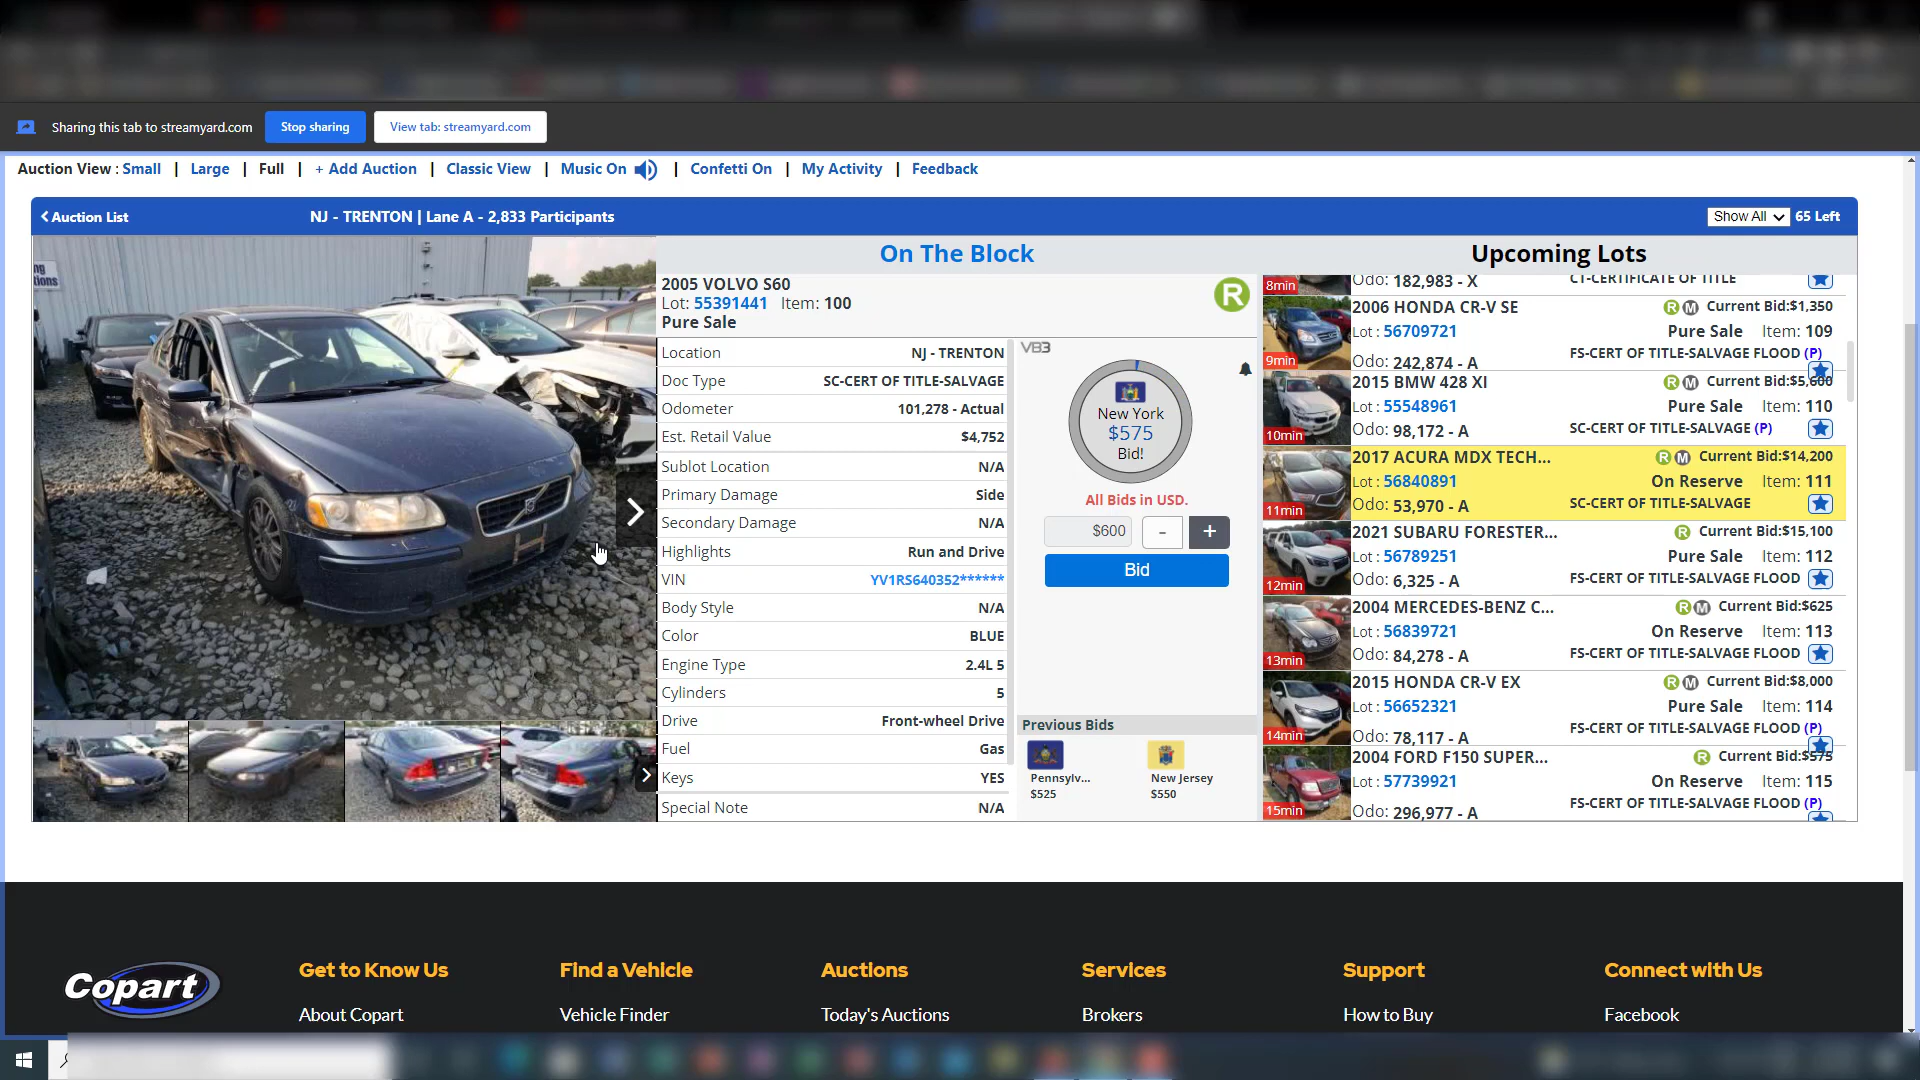 Sharing this tab to streamyard.com
Stop sharing
View tab: streamyard.com
Auction View : Small | Large | Full | + Add Auction | Classic View | Music On | Confetti On | My Activity | Feedback
Auction List
NJ - TRENTON | Lane A - 2,833 Participants
Show All
65 Left
On The Block
2005 VOLVO S60
Lot: 55391441 Item: 100
Pure Sale
R
Location NJ - TRENTON
Doc Type SC-CERT OF TITLE-SALVAGE
Odometer 101,278 - Actual
Est. Retail Value $4,752
Sublot Location N/A
Primary Damage Side
Secondary Damage N/A
Highlights Run and Drive
VIN YV1RS640352******
Body Style N/A
Color BLUE
Engine Type 2.4L 5
Cylinders 5
Drive Front-wheel Drive
Fuel Gas
Keys YES
Special Note N/A
VB3
New York
$575
Bid!
All Bids in USD.
$600 - +
Bid
Previous Bids
Pennsylv...
$525
New Jersey
$550
Upcoming Lots
8min
Odo: 182,983 - X
CT-CERTIFICATE OF TITLE
2006 HONDA CR-V SE R M Current Bid:$1,350
Lot : 56709721 Pure Sale Item: 109
FS-CERT OF TITLE-SALVAGE FLOOD (P)
9min Odo: 242,874 - A
2015 BMW 428 XI R M Current Bid:$5,600
Lot : 55548961 Pure Sale Item: 110
10min Odo: 98,172 - A SC-CERT OF TITLE-SALVAGE (P)
2017 ACURA MDX TECH... R M Current Bid:$14,200
Lot : 56840891 On Reserve Item: 111
11min Odo: 53,970 - A SC-CERT OF TITLE-SALVAGE
2021 SUBARU FORESTER... R Current Bid:$15,100
Lot : 56789251 Pure Sale Item: 112
12min Odo: 6,325 - A FS-CERT OF TITLE-SALVAGE FLOOD
2004 MERCEDES-BENZ C... R M Current Bid:$625
Lot : 56839721 On Reserve Item: 113
13min Odo: 84,278 - A FS-CERT OF TITLE-SALVAGE FLOOD
2015 HONDA CR-V EX R M Current Bid:$8,000
Lot : 56652321 Pure Sale Item: 114
FS-CERT OF TITLE-SALVAGE FLOOD (P)
14min Odo: 78,117 - A
2004 FORD F150 SUPER... R Current Bid:$575
Lot : 57739921 On Reserve Item: 115
FS-CERT OF TITLE-SALVAGE FLOOD (P)
15min Odo: 296,977 - A
Copart
Get to Know Us
About Copart
Find a Vehicle
Vehicle Finder
Auctions
Today's Auctions
Services
Brokers
Support
How to Buy
Connect with Us
Facebook